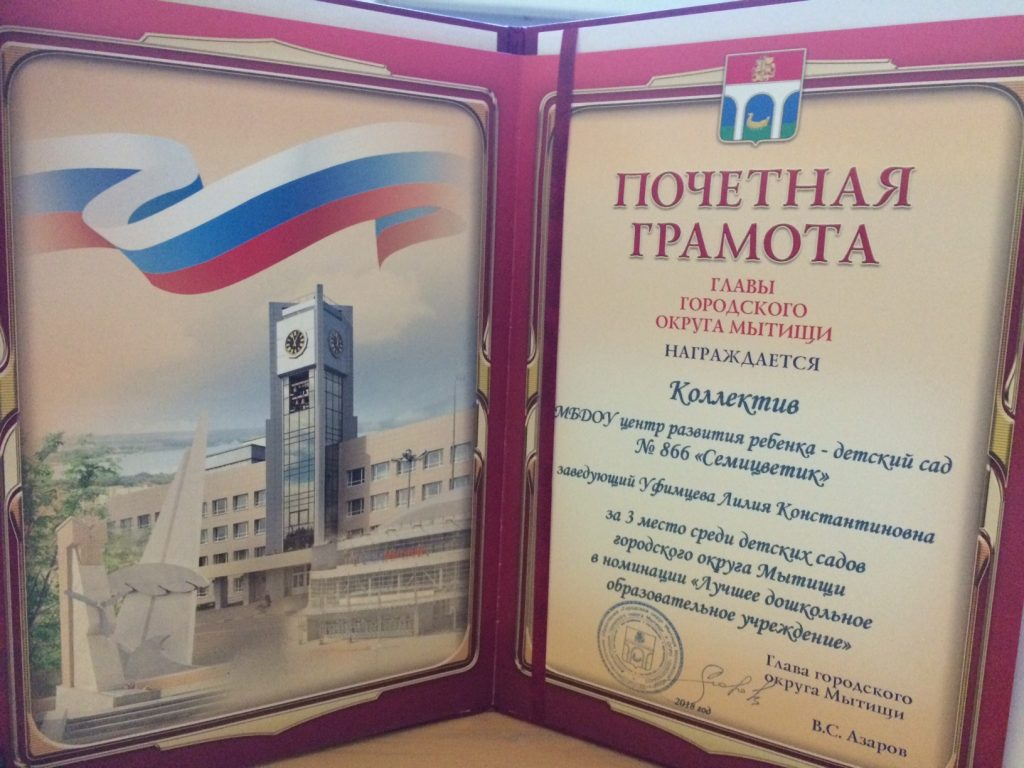 ПОЧЕТНАЯ
ГРАМОТА
ГЛАВЫ
ГОРОДСКОГО
ОКРУГА МЫТИЩИ
НАГРАЖДАЕТСЯ
Коллектив
МБДОУ центр развития ребенка - детский сад
№ 866 «Семицветик»
заведующий Уфимцева Лилия Константиновна
за 3 место среди детских садов
городского округа Мытищи
в номинации «Лучшее дошкольное
образовательное учреждение»
Глава городского
округа Мытищи
2018 год
В.С. Азаров